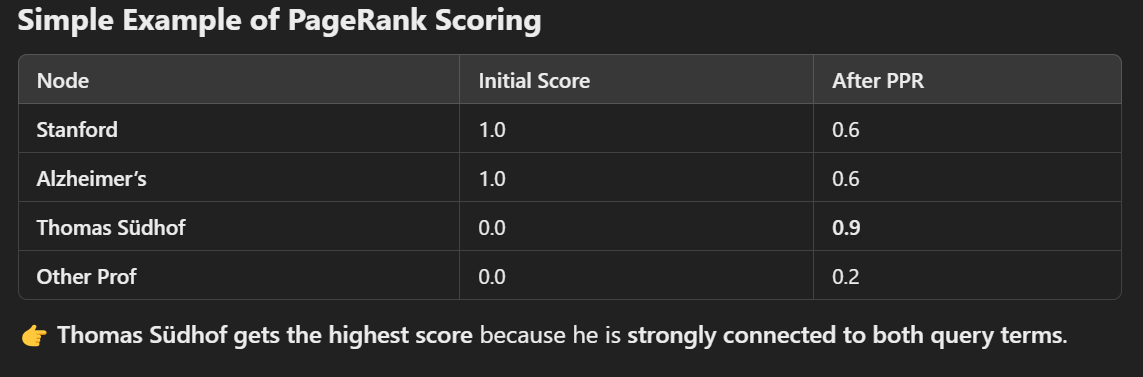 Simple Example of PageRank Scoring
Node Initial Score After PPR
Stanford 1.0 0.6
Alzheimer’s 1.0 0.6
Thomas Südhof 0.0 0.9
Other Prof 0.0 0.2
👉 Thomas Südhof gets the highest score because he is strongly connected to both query terms.